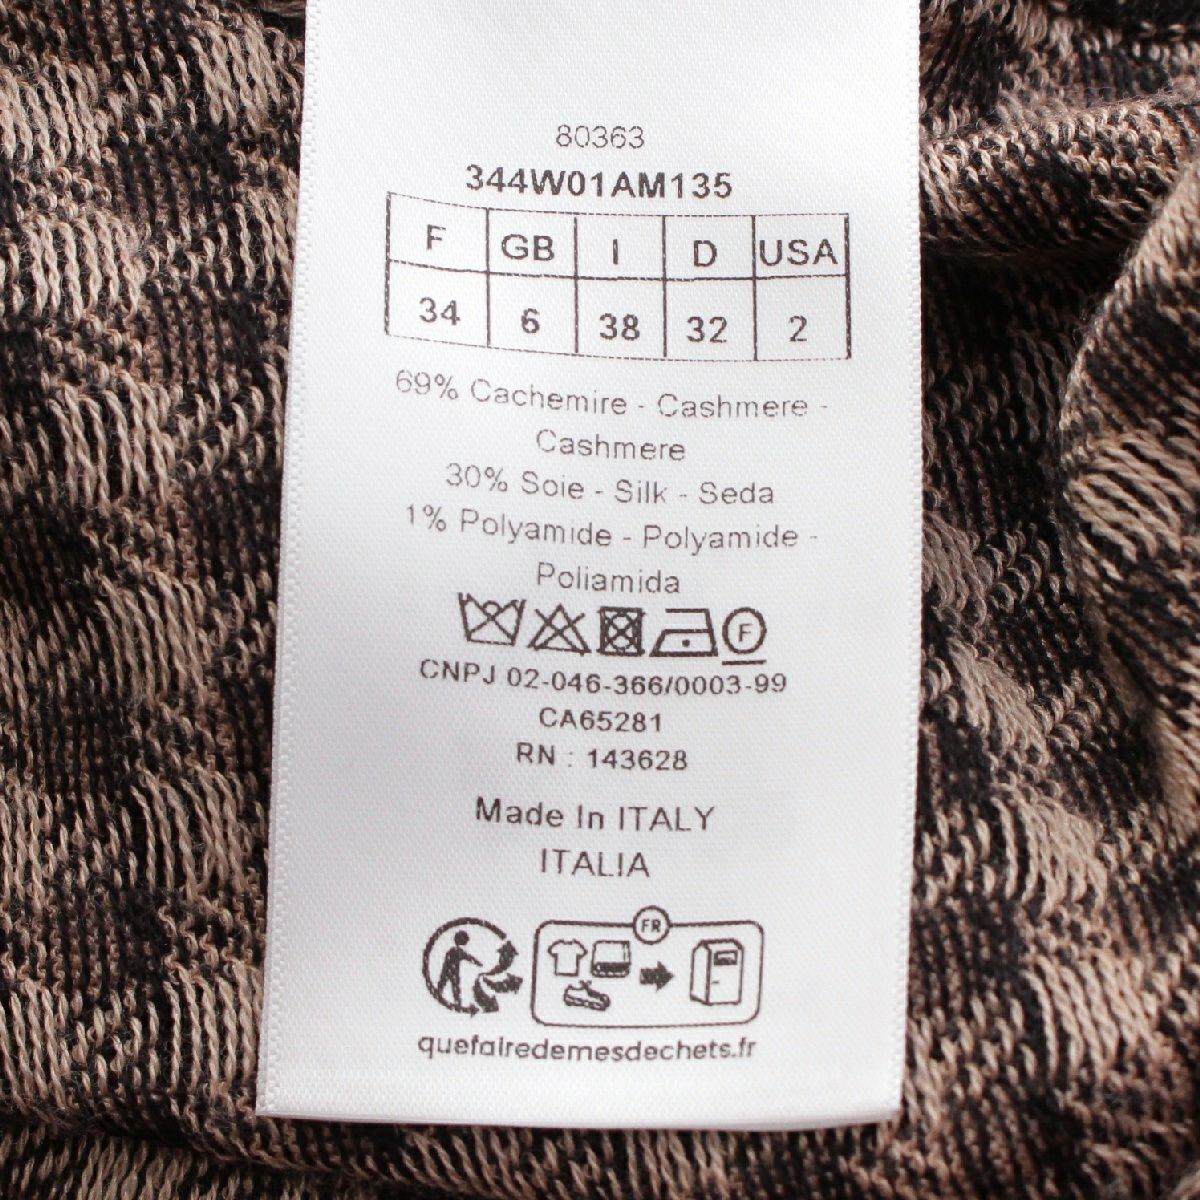 80363
344W01AM135
F GB I D USA
34 6 38 32 2
69% Cachemire - Cashmere -
Cashmere
30% Soie - Silk - Seda
1% Polyamide - Polyamide -
Poliamida
F
CNPJ 02-046-366/0003-99
CA65281
RN : 143628
Made In ITALY
ITALIA
FR
quefairedemesdechets.fr